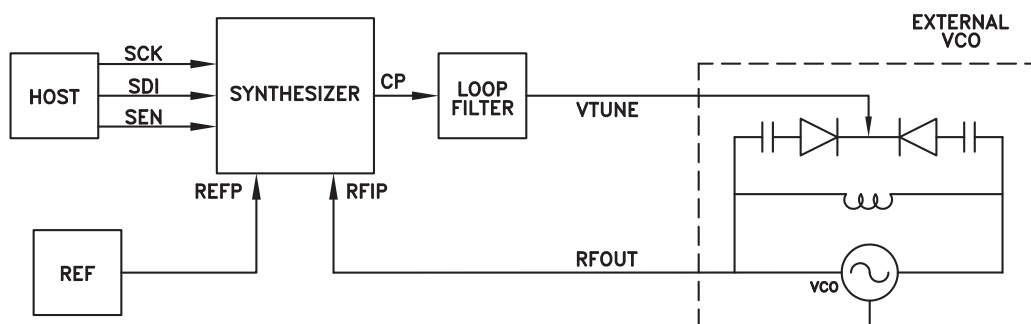 EXTERNAL
VCO
HOST
SCK
SDI
SEN
SYNTHESIZER
CP
LOOP
FILTER
VTUNE
REFP
RFIP
REF
RFOUT
VCO